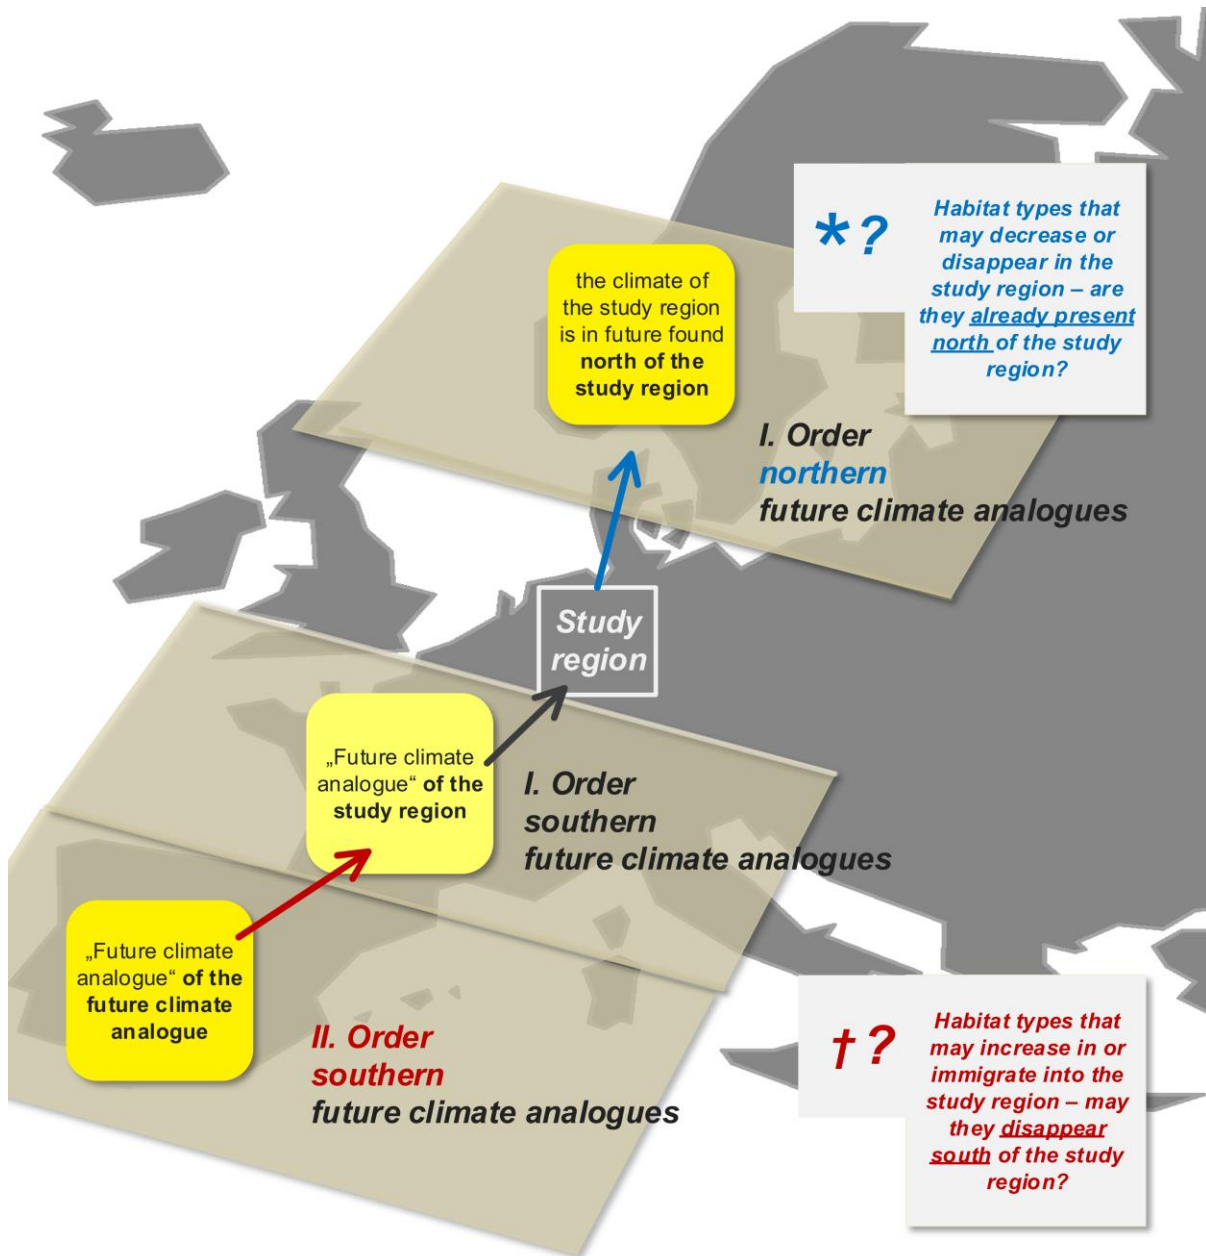 the climate of
the study region
is in future found
north of the
study region
*?
Habitat types that
may decrease or
disappear in the
study region – are
they already present
north of the study
region?
I. Order
northern
future climate analogues
Study
region
„Future climate
analogue“ of the
study region
I. Order
southern
future climate analogues
„Future climate
analogue“ of the
future climate
analogue
II. Order
southern
future climate analogues
†?
Habitat types that
may increase in or
immigrate into the
study region – may
they disappear
south of the study
region?